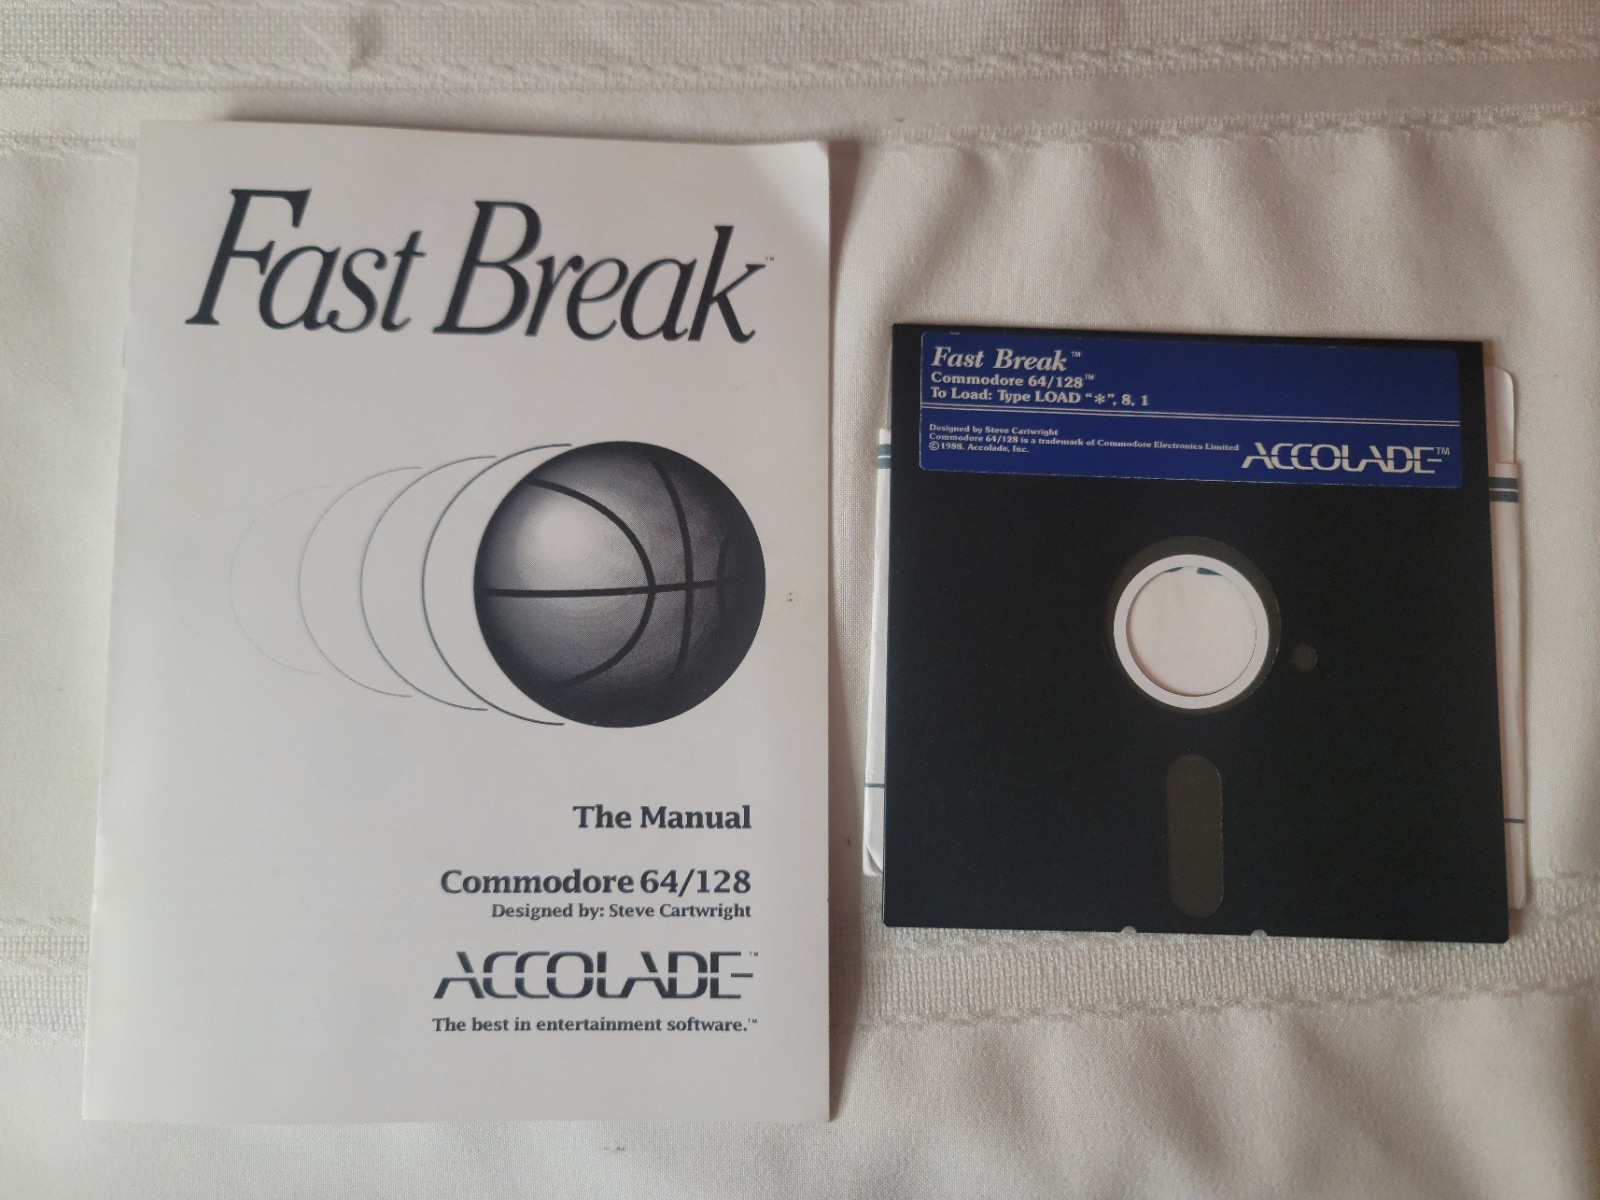 Fast Break™
The Manual
Commodore 64/128
Designed by: Steve Cartwright
ACCOLADE™
The best in entertainment software.™
Fast Break™
Commodore 64/128™
To Load: Type LOAD "*", 8, 1
Designed by Steve Cartwright
Commodore 64/128 is a trademark of Commodore Electronics Limited
©1988, Accolade, Inc.
ACCOLADE™